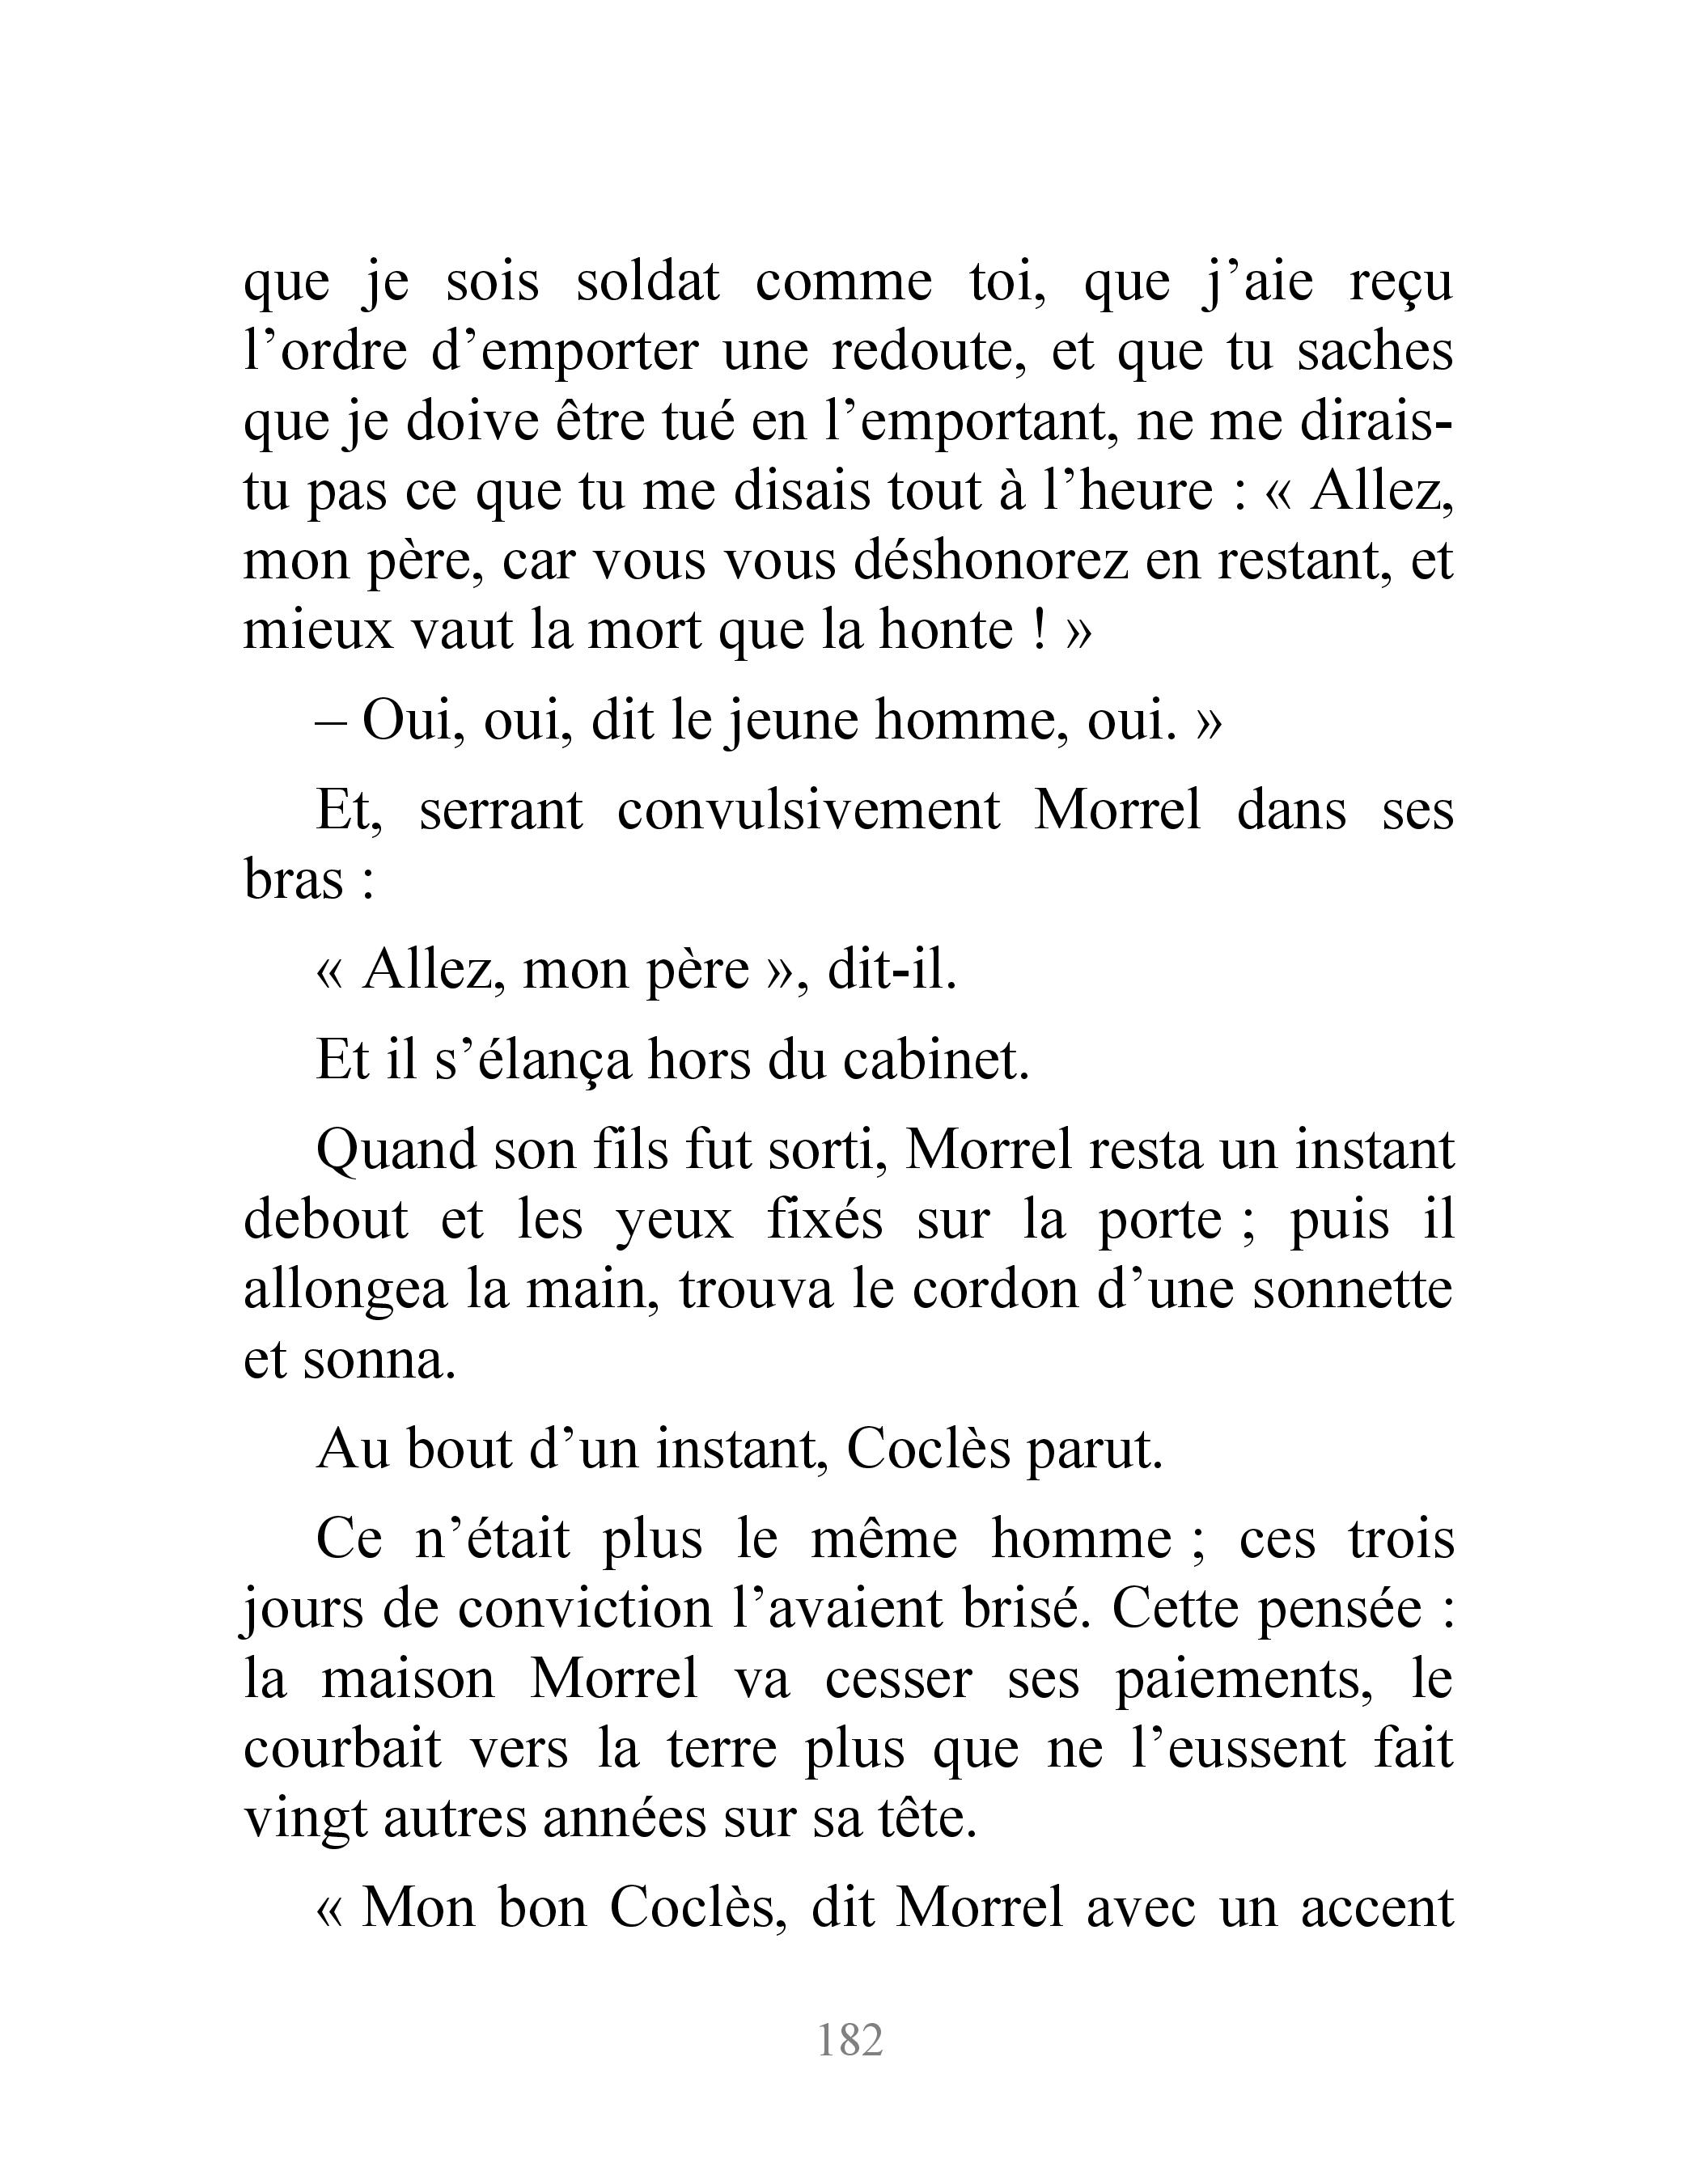 que je sois soldat comme toi, que j’aie reçu
l’ordre d’emporter une redoute, et que tu saches
que je doive être tué en l’emportant, ne me dirais-
tu pas ce que tu me disais tout à l’heure : « Allez,
mon père, car vous vous déshonorez en restant, et
mieux vaut la mort que la honte ! »
– Oui, oui, dit le jeune homme, oui. »
Et, serrant convulsivement Morrel dans ses
bras :
« Allez, mon père », dit-il.
Et il s’élança hors du cabinet.
Quand son fils fut sorti, Morrel resta un instant
debout et les yeux fixés sur la porte ; puis il
allongea la main, trouva le cordon d’une sonnette
et sonna.
Au bout d’un instant, Coclès parut.
Ce n’était plus le même homme ; ces trois
jours de conviction l’avaient brisé. Cette pensée :
la maison Morrel va cesser ses paiements, le
courbait vers la terre plus que ne l’eussent fait
vingt autres années sur sa tête.
« Mon bon Coclès, dit Morrel avec un accent
182